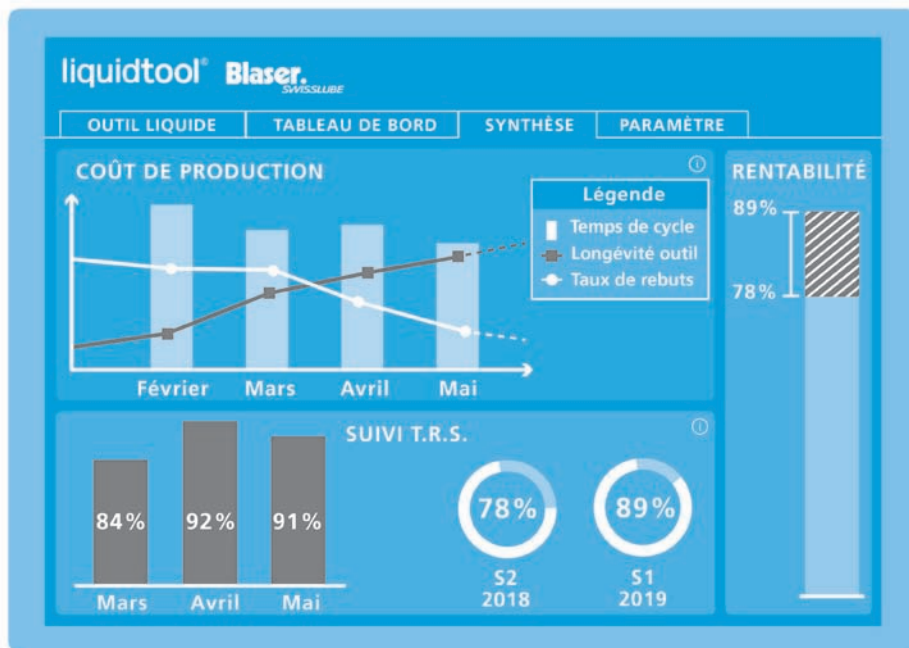 liquidtool®
Blaser.
SWISSLUBE
OUTIL LIQUIDE
TABLEAU DE BORD
SYNTHÈSE
PARAMÈTRE
COÛT DE PRODUCTION
Légende
Temps de cycle
Longévité outil
Taux de rebuts
Février
Mars
Avril
Mai
RENTABILITÉ
89%
78%
SUIVI T.R.S.
84%
92%
91%
Mars
Avril
Mai
78%
S2
2018
89%
S1
2019